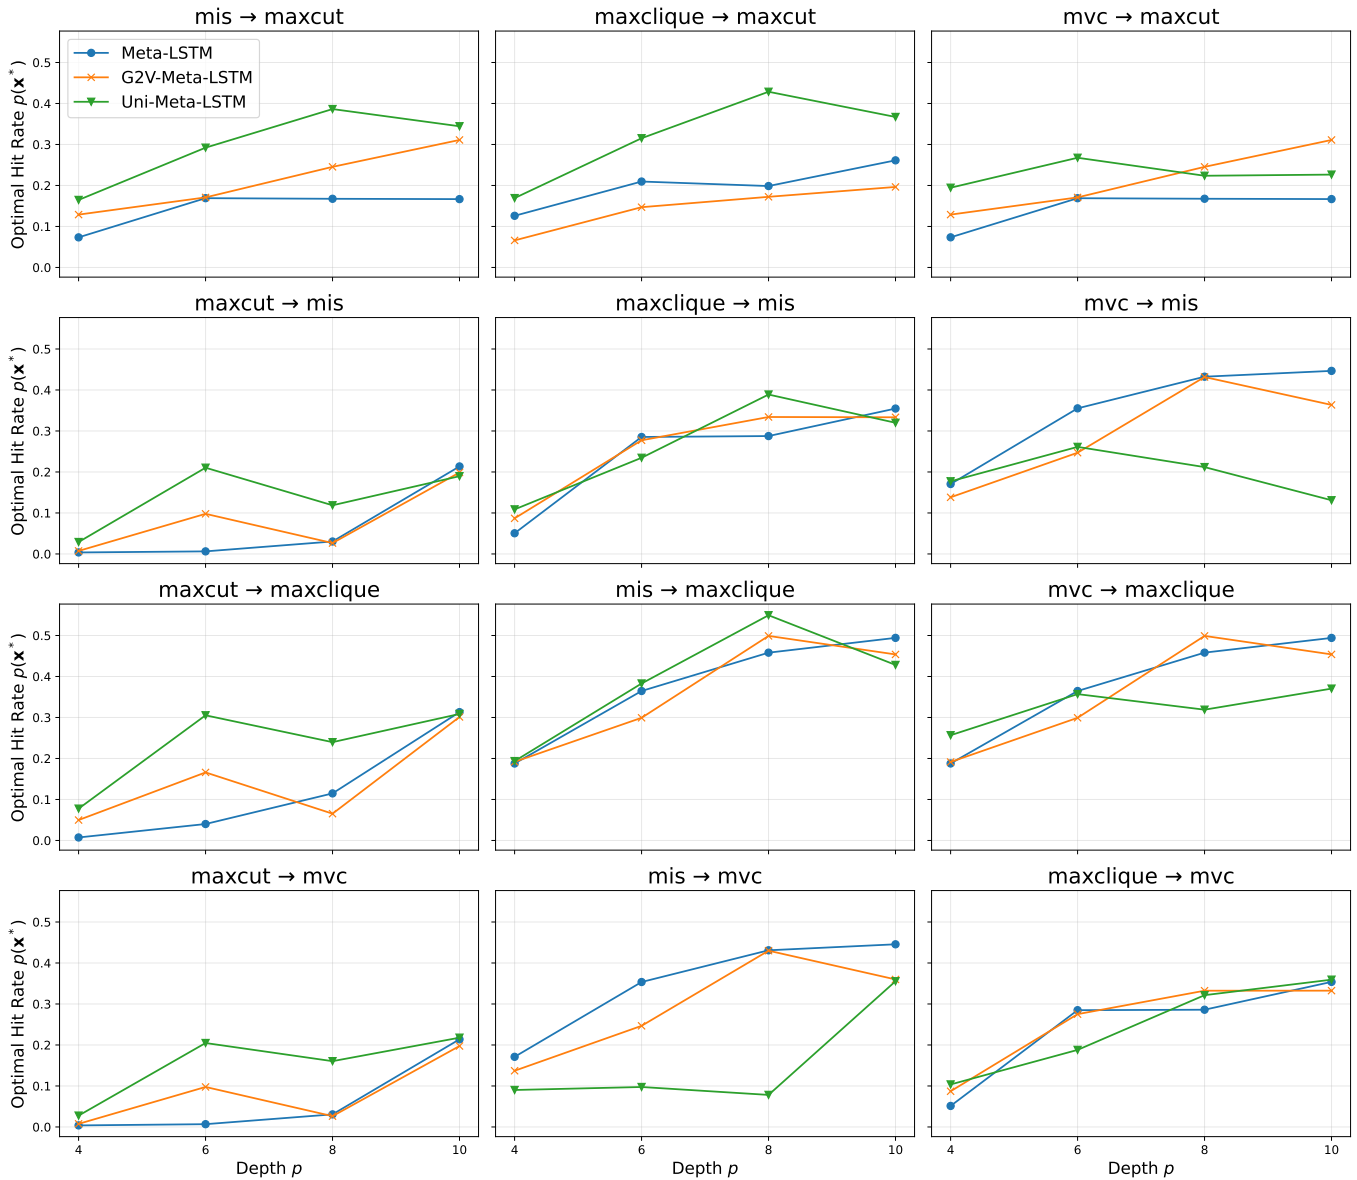 mis → maxcut
maxclique → maxcut
mvc → maxcut
Optimal Hit Rate p(x*)
0.5
0.4
0.3
0.2
0.1
0.0
Meta-LSTM
G2V-Meta-LSTM
Uni-Meta-LSTM
maxcut → mis
maxclique → mis
mvc → mis
Optimal Hit Rate p(x*)
0.5
0.4
0.3
0.2
0.1
0.0
maxcut → maxclique
mis → maxclique
mvc → maxclique
Optimal Hit Rate p(x*)
0.5
0.4
0.3
0.2
0.1
0.0
maxcut → mvc
mis → mvc
maxclique → mvc
Optimal Hit Rate p(x*)
0.5
0.4
0.3
0.2
0.1
0.0
4 6 8 10
4 6 8 10
4 6 8 10
Depth p
Depth p
Depth p